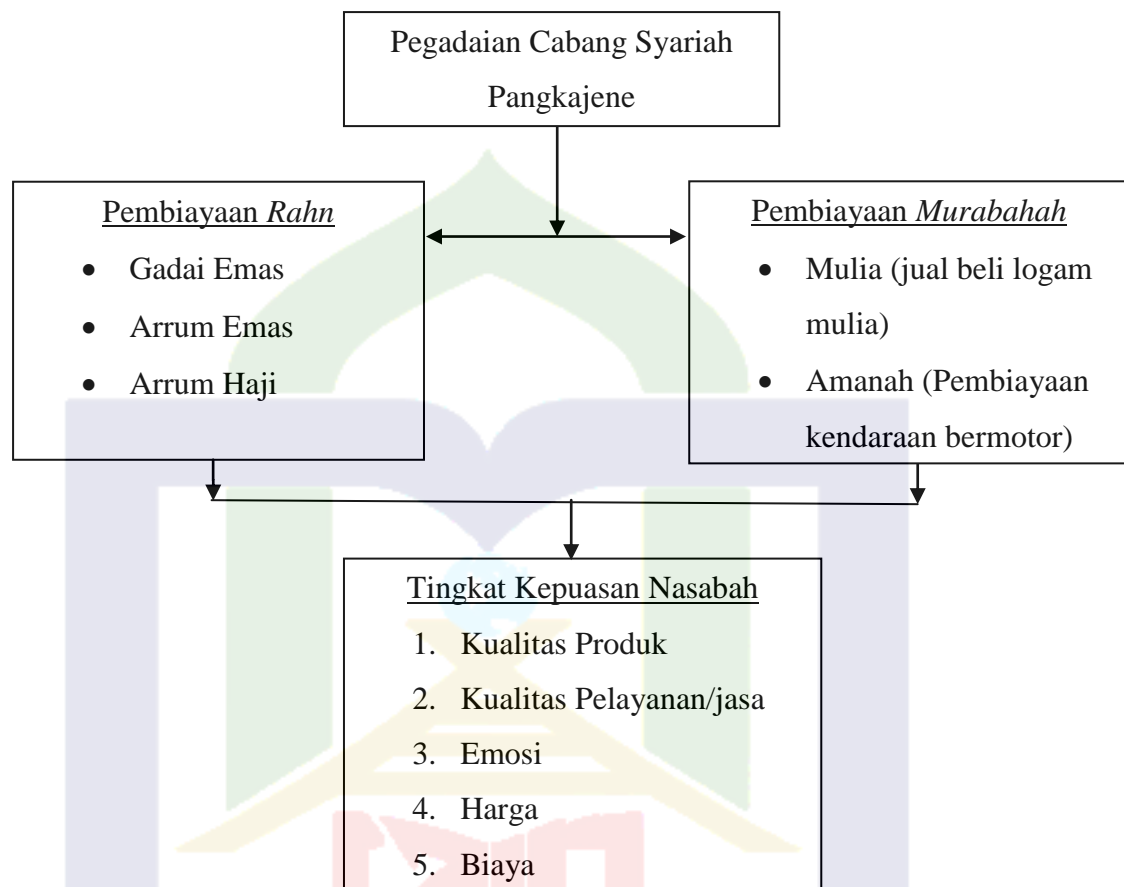 Pegadaian Cabang Syariah
Pangkajene
Pembiayaan Rahn
• Gadai Emas
• Arrum Emas
• Arrum Haji
Pembiayaan Murabahah
• Mulia (jual beli logam
mulia)
• Amanah (Pembiayaan
kendaraan bermotor)
Tingkat Kepuasan Nasabah
1. Kualitas Produk
2. Kualitas Pelayanan/jasa
3. Emosi
4. Harga
5. Biaya